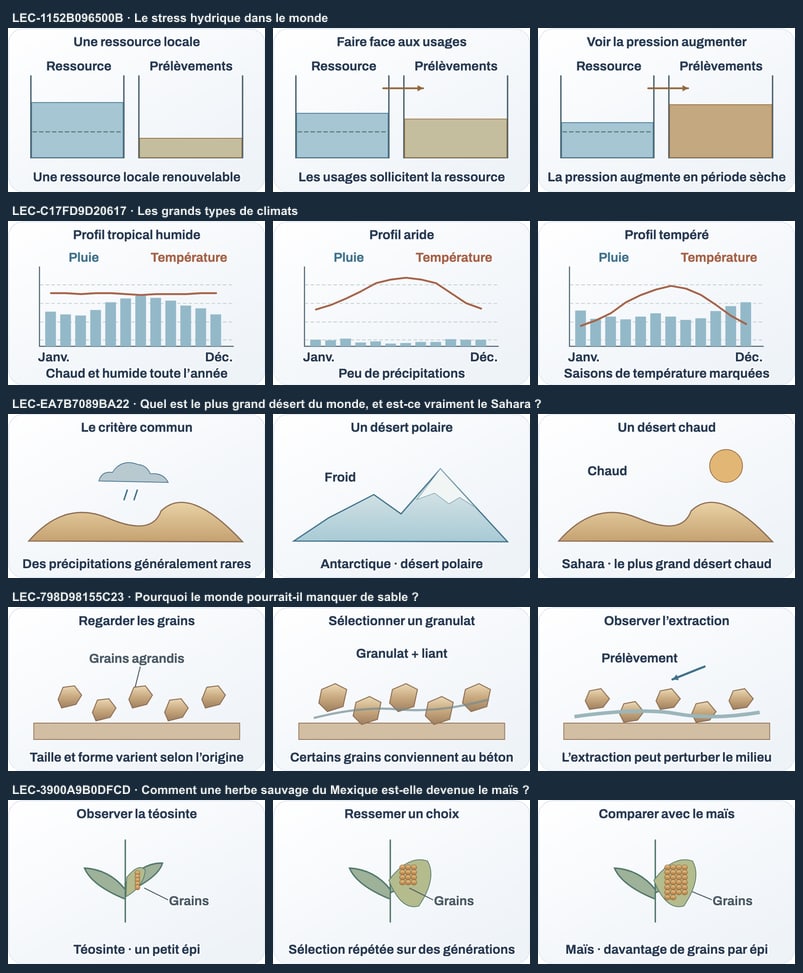 LEC-1152B096500B · Le stress hydrique dans le monde
Une ressource locale
Ressource
Prélèvements
Une ressource locale renouvelable
Faire face aux usages
Ressource
Prélèvements
Les usages sollicitent la ressource
Voir la pression augmenter
Ressource
Prélèvements
La pression augmente en période sèche
LEC-C17FD9D20617 · Les grands types de climats
Profil tropical humide
Pluie
Température
Janv.
Déc.
Chaud et humide toute l'année
Profil aride
Pluie
Température
Janv.
Déc.
Peu de précipitations
Profil tempéré
Pluie
Température
Janv.
Déc.
Saisons de température marquées
LEC-EA7B7089BA22 · Quel est le plus grand désert du monde, et est-ce vraiment le Sahara ?
Le critère commun
Des précipitations généralement rares
Un désert polaire
Froid
Antarctique · désert polaire
Un désert chaud
Chaud
Sahara · le plus grand désert chaud
LEC-798D98155C23 · Pourquoi le monde pourrait-il manquer de sable ?
Regarder les grains
Grains agrandis
Taille et forme varient selon l'origine
Sélectionner un granulat
Granulat + liant
Certains grains conviennent au béton
Observer l'extraction
Prélèvement
L'extraction peut perturber le milieu
LEC-3900A9B0DFCD · Comment une herbe sauvage du Mexique est-elle devenue le maïs ?
Observer la téosinte
Grains
Téosinte · un petit épi
Ressemer un choix
Grains
Sélection répétée sur des générations
Comparer avec le maïs
Grains
Maïs · davantage de grains par épi